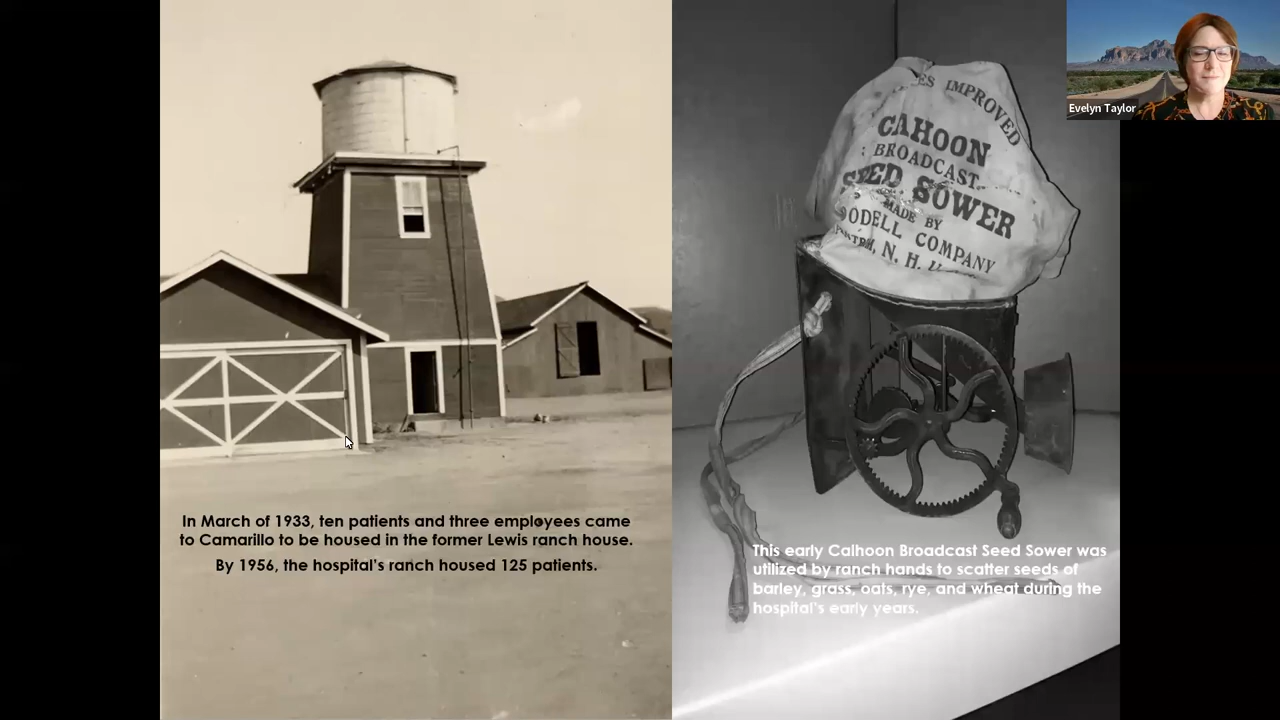 In March of 1933, ten patients and three employees came
to Camarillo to be housed in the former Lewis ranch house.
By 1956, the hospital's ranch housed 125 patients.
IMPROVED
CAHOON
BROADCAST
SEED SOWER
MADE BY
COMPANY
N. H.
This early Calhoon Broadcast Seed Sower was
utilized by ranch hands to scatter seeds of
barley, grass, oats, rye, and wheat during the
hospital's early years.
Evelyn Taylor